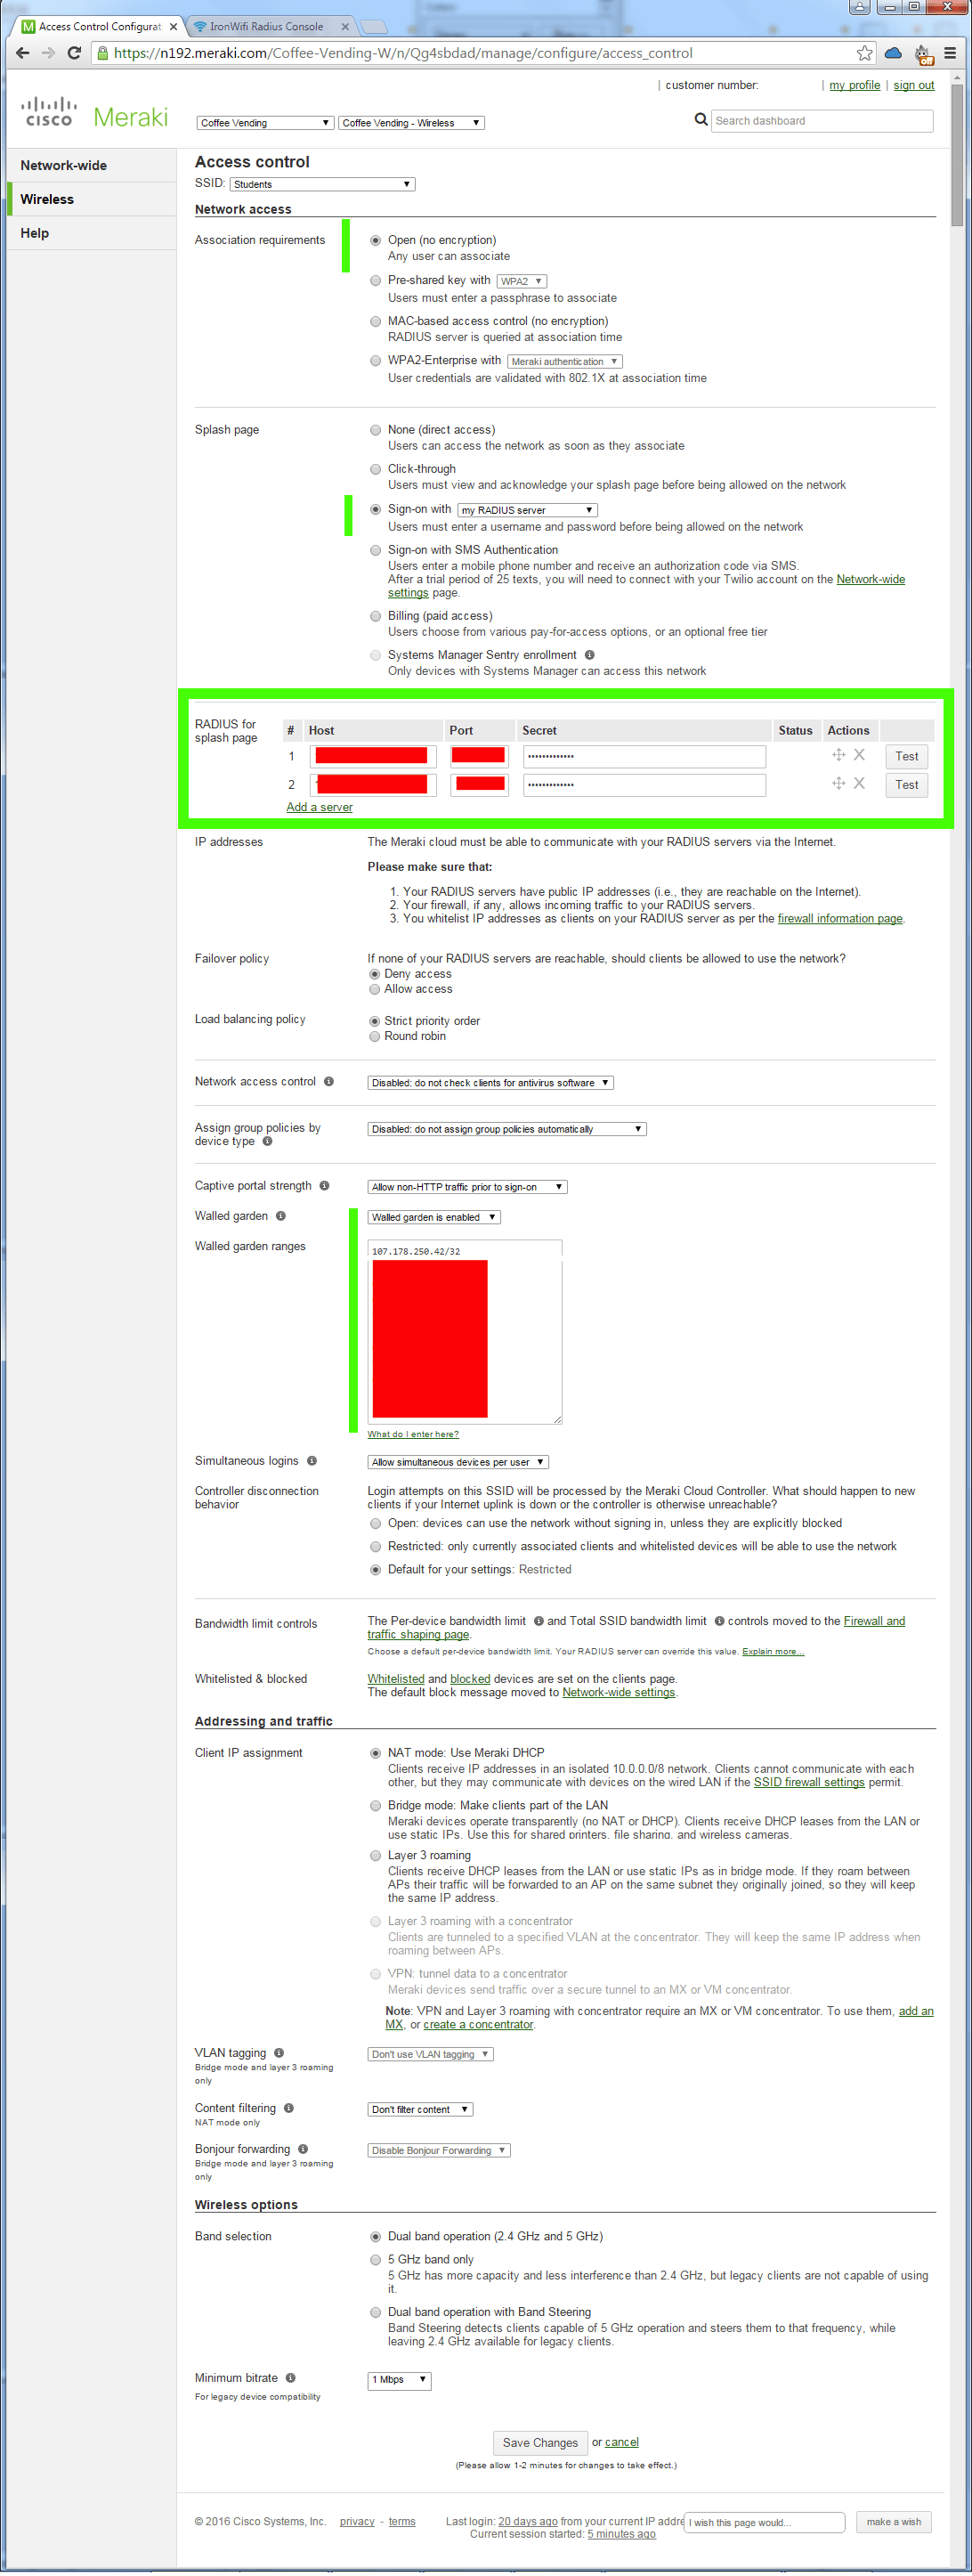 Access Control Configurat
IronWifi Radius Console
https://n192.meraki.com/Coffee-Vending-W/n/Qg4sbdad/manage/configure/access_control
off
| customer number: | my profile | sign out
cisco Meraki
Coffee Vending
Coffee Vending - Wireless
Search dashboard
Network-wide
Wireless
Help
Access control
SSID: Students
Network access
Association requirements
Open (no encryption)
Any user can associate
Pre-shared key with WPA2
Users must enter a passphrase to associate
MAC-based access control (no encryption)
RADIUS server is queried at association time
WPA2-Enterprise with Meraki authentication
User credentials are validated with 802.1X at association time
Splash page
None (direct access)
Users can access the network as soon as they associate
Click-through
Users must view and acknowledge your splash page before being allowed on the network
Sign-on with my RADIUS server
Users must enter a username and password before being allowed on the network
Sign-on with SMS Authentication
Users enter a mobile phone number and receive an authorization code via SMS.
After a trial period of 25 texts, you will need to connect with your Twilio account on the Network-wide
settings page.
Billing (paid access)
Users choose from various pay-for-access options, or an optional free tier
Systems Manager Sentry enrollment
Only devices with Systems Manager can access this network
RADIUS for
splash page
# Host Port Secret Status Actions
1 ••••••••••••• X Test
2 ••••••••••••• X Test
Add a server
IP addresses
The Meraki cloud must be able to communicate with your RADIUS servers via the Internet.
Please make sure that:
1. Your RADIUS servers have public IP addresses (i.e., they are reachable on the Internet).
2. Your firewall, if any, allows incoming traffic to your RADIUS servers.
3. You whitelist IP addresses as clients on your RADIUS server as per the firewall information page.
Failover policy
If none of your RADIUS servers are reachable, should clients be allowed to use the network?
Deny access
Allow access
Load balancing policy
Strict priority order
Round robin
Network access control
Disabled: do not check clients for antivirus software
Assign group policies by
device type
Disabled: do not assign group policies automatically
Captive portal strength
Allow non-HTTP traffic prior to sign-on
Walled garden
Walled garden is enabled
Walled garden ranges
107.178.250.42/32
What do I enter here?
Simultaneous logins
Allow simultaneous devices per user
Controller disconnection
behavior
Login attempts on this SSID will be processed by the Meraki Cloud Controller. What should happen to new
clients if your Internet uplink is down or the controller is otherwise unreachable?
Open: devices can use the network without signing in, unless they are explicitly blocked
Restricted: only currently associated clients and whitelisted devices will be able to use the network
Default for your settings: Restricted
Bandwidth limit controls
The Per-device bandwidth limit and Total SSID bandwidth limit controls moved to the Firewall and
traffic shaping page.
Choose a default per-device bandwidth limit. Your RADIUS server can override this value. Explain more...
Whitelisted & blocked
Whitelisted and blocked devices are set on the clients page.
The default block message moved to Network-wide settings.
Addressing and traffic
Client IP assignment
NAT mode: Use Meraki DHCP
Clients receive IP addresses in an isolated 10.0.0.0/8 network. Clients cannot communicate with each
other, but they may communicate with devices on the wired LAN if the SSID firewall settings permit.
Bridge mode: Make clients part of the LAN
Meraki devices operate transparently (no NAT or DHCP). Clients receive DHCP leases from the LAN or
use static IPs. Use this for shared printers, file sharing, and wireless cameras.
Layer 3 roaming
Clients receive DHCP leases from the LAN or use static IPs as in bridge mode. If they roam between
APs their traffic will be forwarded to an AP on the same subnet they originally joined, so they will keep
the same IP address.
Layer 3 roaming with a concentrator
Clients are tunneled to a specified VLAN at the concentrator. They will keep the same IP address when
roaming between APs.
VPN: tunnel data to a concentrator
Meraki devices send traffic over a secure tunnel to an MX or VM concentrator.
Note: VPN and Layer 3 roaming with concentrator require an MX or VM concentrator. To use them, add an
MX, or create a concentrator.
VLAN tagging
Bridge mode and layer 3 roaming
only
Don't use VLAN tagging
Content filtering
NAT mode only
Don't filter content
Bonjour forwarding
Bridge mode and layer 3 roaming
only
Disable Bonjour Forwarding
Wireless options
Band selection
Dual band operation (2.4 GHz and 5 GHz)
5 GHz band only
5 GHz has more capacity and less interference than 2.4 GHz, but legacy clients are not capable of using
it.
Dual band operation with Band Steering
Band Steering detects clients capable of 5 GHz operation and steers them to that frequency, while
leaving 2.4 GHz available for legacy clients.
Minimum bitrate
For legacy device compatibility
1 Mbps
Save Changes or cancel
(Please allow 1-2 minutes for changes to take effect.)
© 2016 Cisco Systems, Inc. privacy - terms
Last login: 20 days ago from your current IP addre
Current session started: 5 minutes ago
I wish this page would...
make a wish